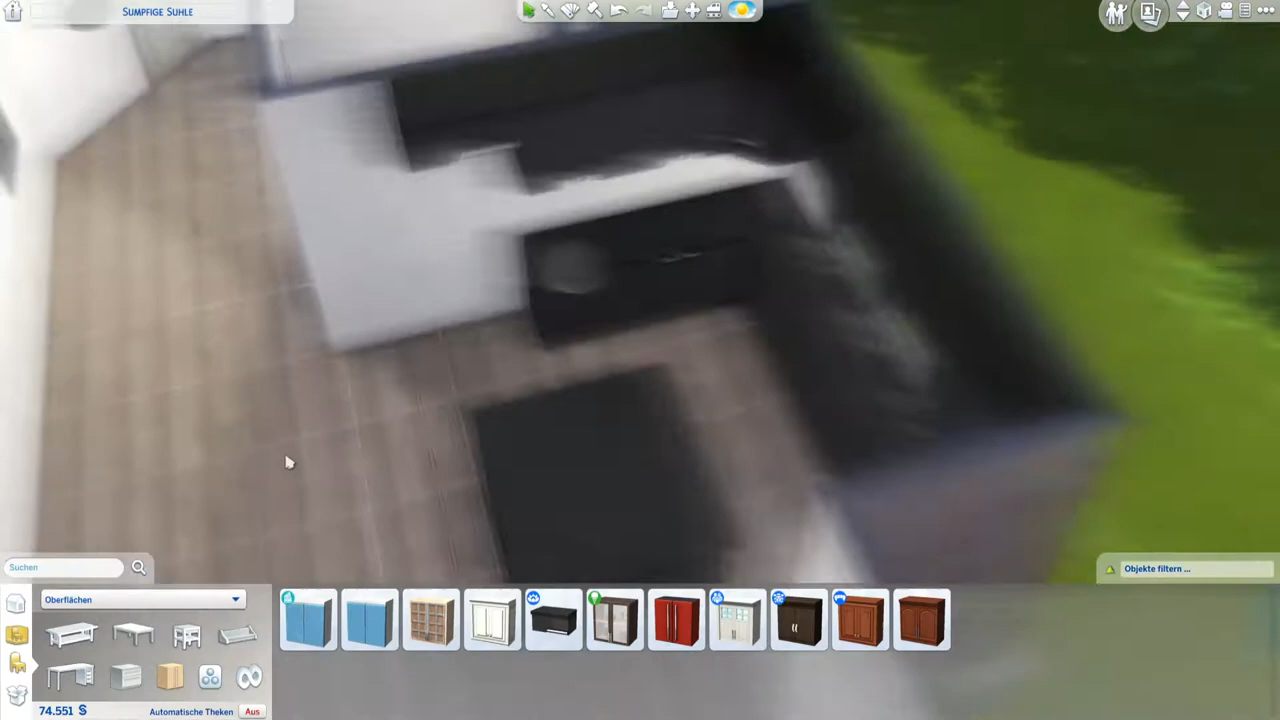 SUMPFIGE SUHLE
Suchen
Objekte filtern ...
Oberflächen
74.551 $
Automatische Theken
Aus